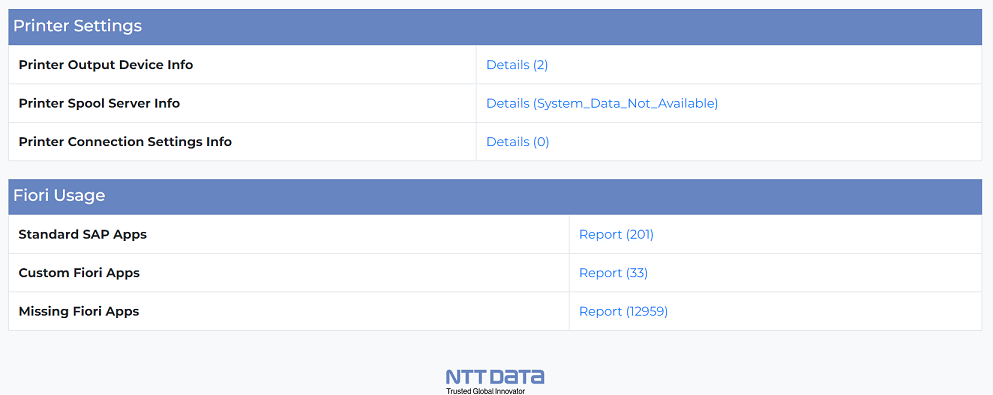 Printer Settings
Printer Output Device Info Details (2)
Printer Spool Server Info Details (System_Data_Not_Available)
Printer Connection Settings Info Details (0)
Fiori Usage
Standard SAP Apps Report (201)
Custom Fiori Apps Report (33)
Missing Fiori Apps Report (12959)
NTT DATA
Trusted Global Innovator